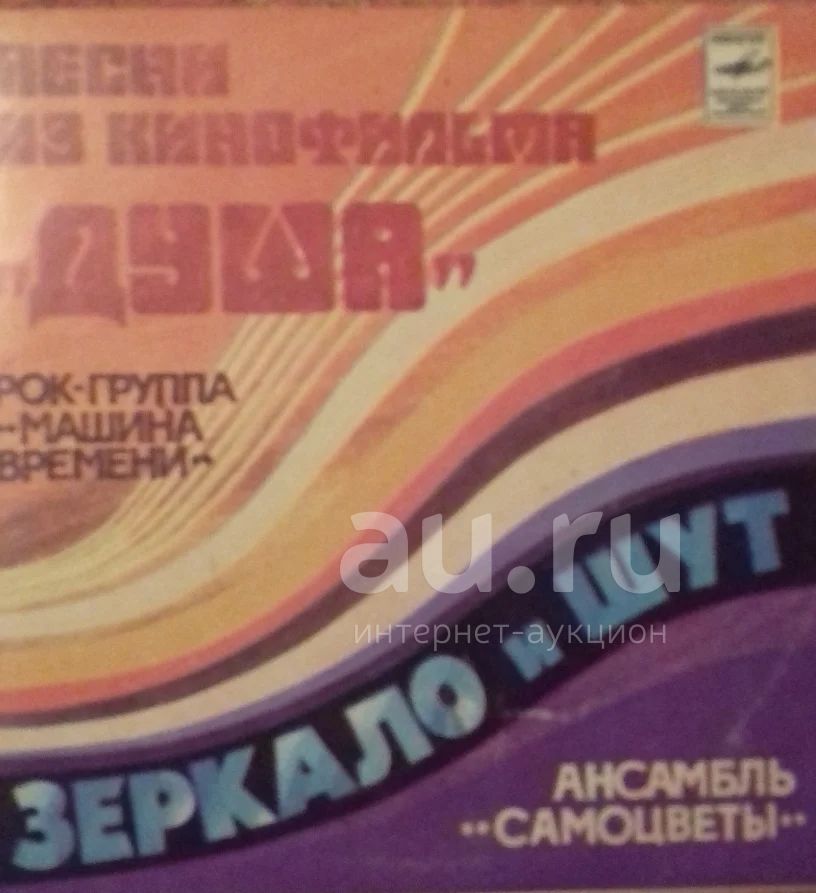 ПЕСНИ
ИЗ КИНОФИЛЬМА
„ДУША”
РОК-ГРУППА
«МАШИНА
ВРЕМЕНИ»
au.ru
интернет-аукцион
ЗЕРКАЛО И ШУТ
АНСАМБЛЬ
«САМОЦВЕТЫ»